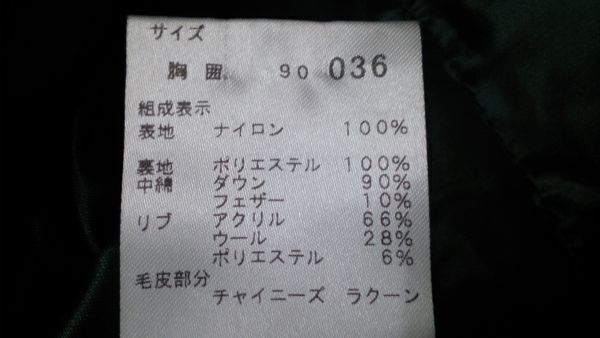 サイズ
胸囲 90 036
組成表示
表地 ナイロン 100%
裏地 ポリエステル 100%
中綿 ダウン 90%
フェザー 10%
リブ アクリル 66%
ウール 28%
ポリエステル 6%
毛皮部分
チャイニーズ ラクーン